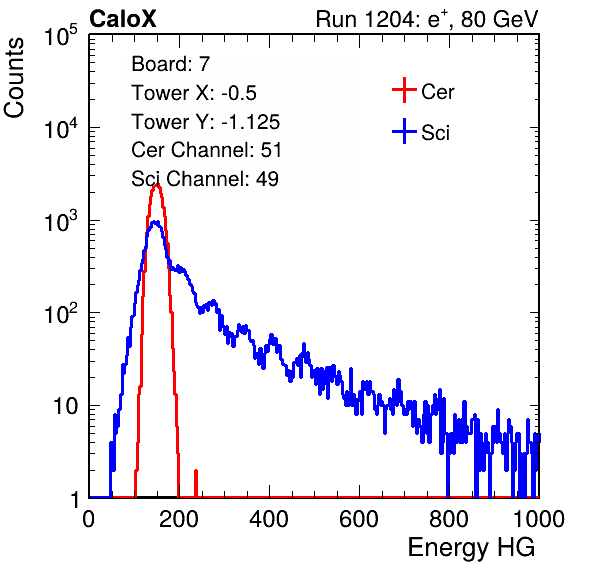 CaloX Run 1204: e+, 80 GeV
Counts
Board: 7
Tower X: -0.5
Tower Y: -1.125
Cer Channel: 51
Sci Channel: 49
Cer
Sci
10^5
10^4
10^3
10^2
10
1
0 200 400 600 800 1000
Energy HG